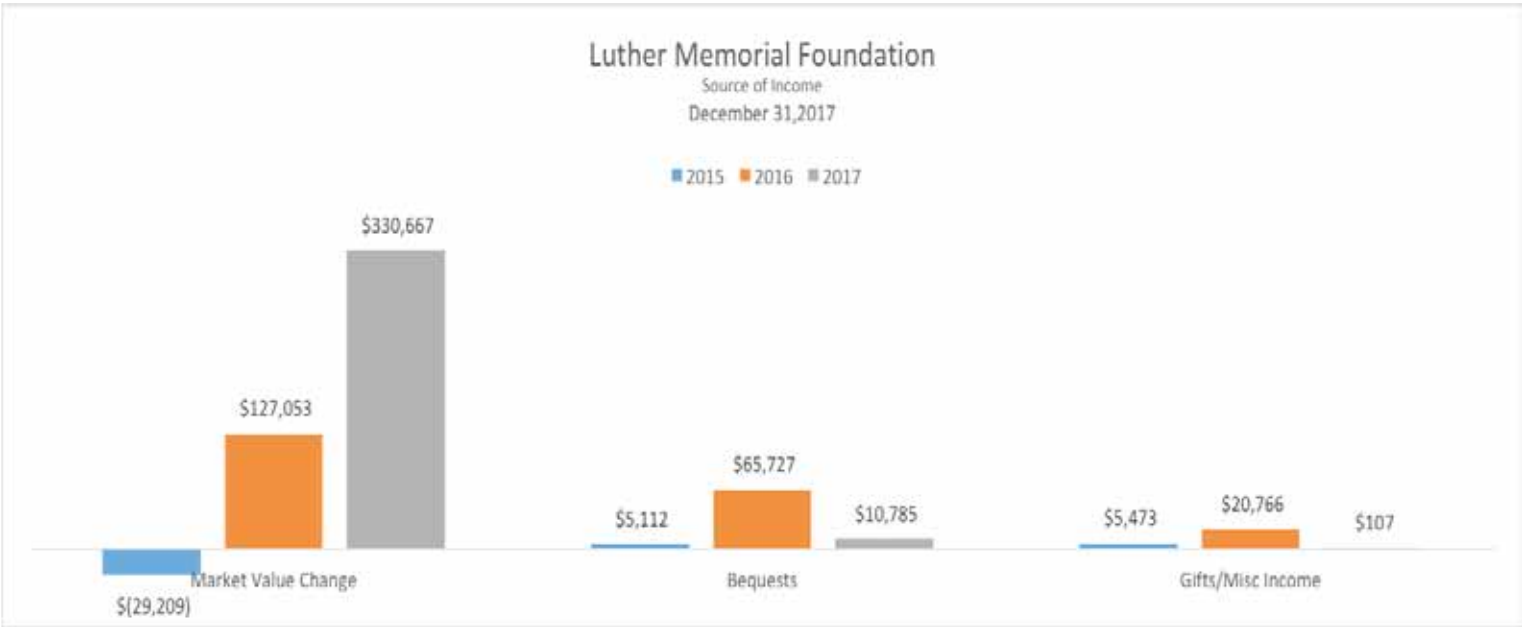 Luther Memorial Foundation
Source of Income
December 31,2017
2015 2016 2017
$330,667
$127,053
$65,727
$5,112
$10,785
$5,473
$20,766
$107
Market Value Change
Bequests
Gifts/Misc Income
$(29,209)